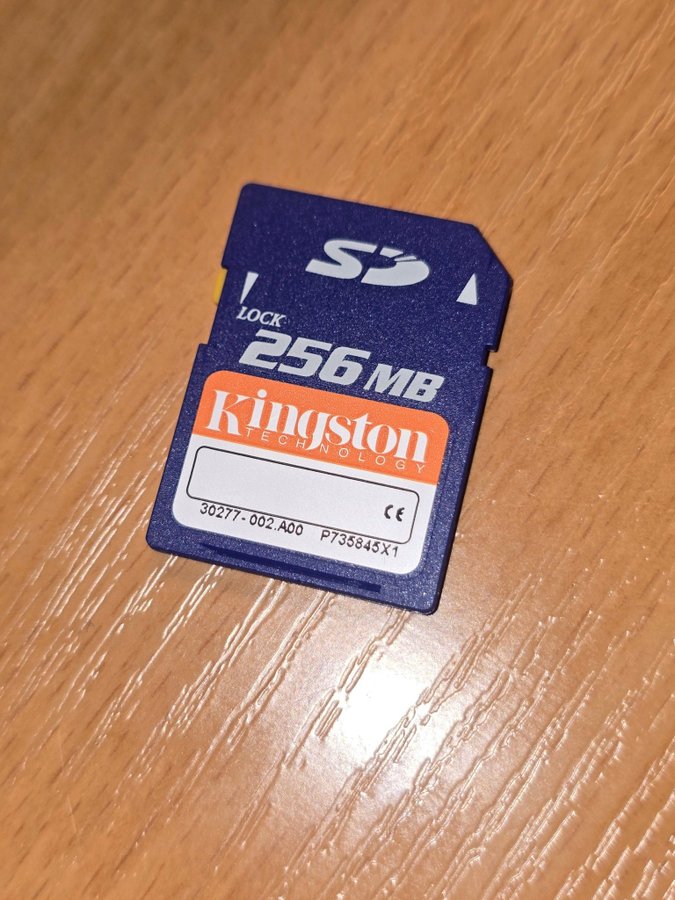 SD
LOCK
256 MB
Kingston
TECHNOLOGY
CE
30277-002.A00 P735845X1